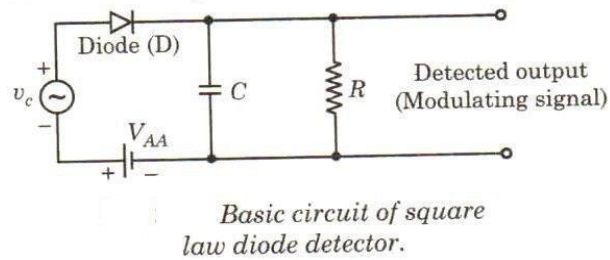 Diode (D)
+
v_c
−
C
R
Detected output
(Modulating signal)
V_AA
+ −
Basic circuit of square
law diode detector.